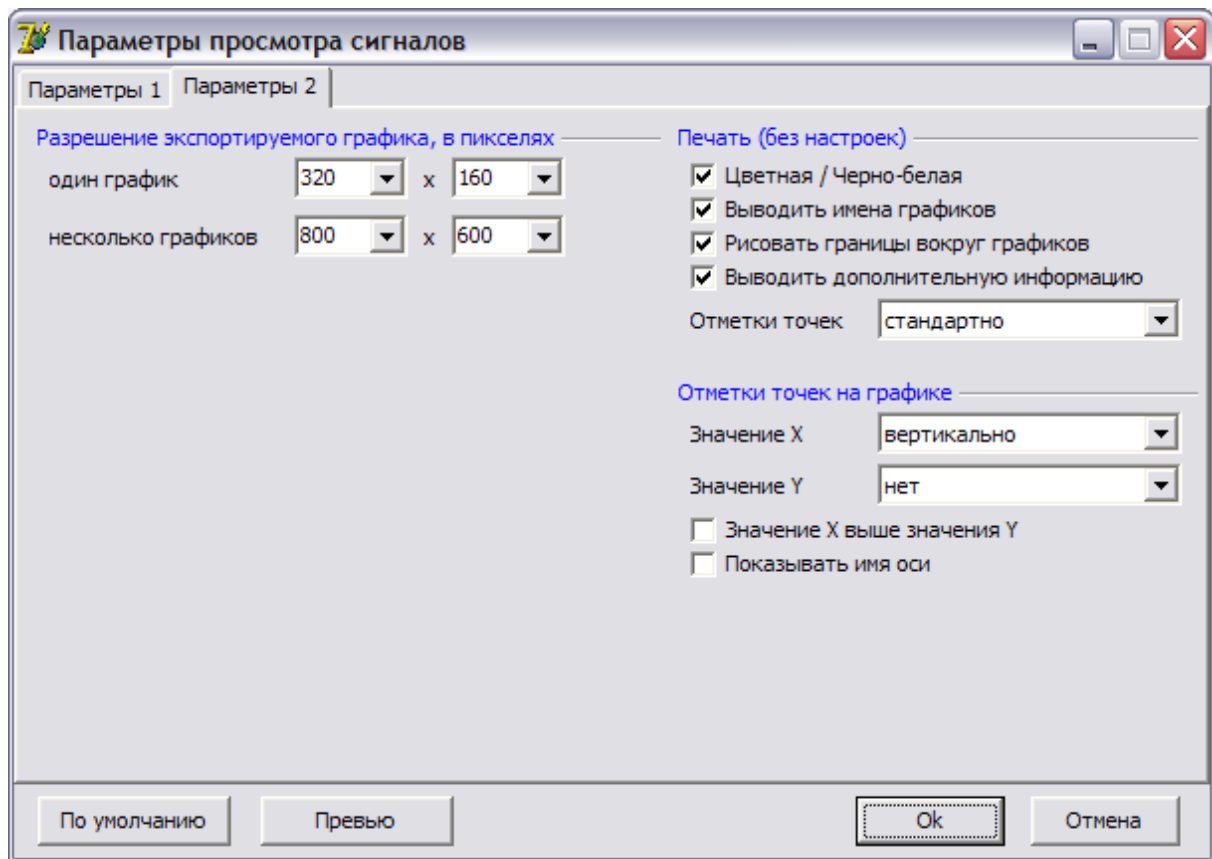 Параметры просмотра сигналов
Параметры 1 Параметры 2
Разрешение экспортируемого графика, в пикселях
один график 320 x 160
несколько графиков 800 x 600
Печать (без настроек)
Цветная / Черно-белая
Выводить имена графиков
Рисовать границы вокруг графиков
Выводить дополнительную информацию
Отметки точек стандартно
Отметки точек на графике
Значение X вертикально
Значение Y нет
Значение X выше значения Y
Показывать имя оси
По умолчанию Превью Ok Отмена